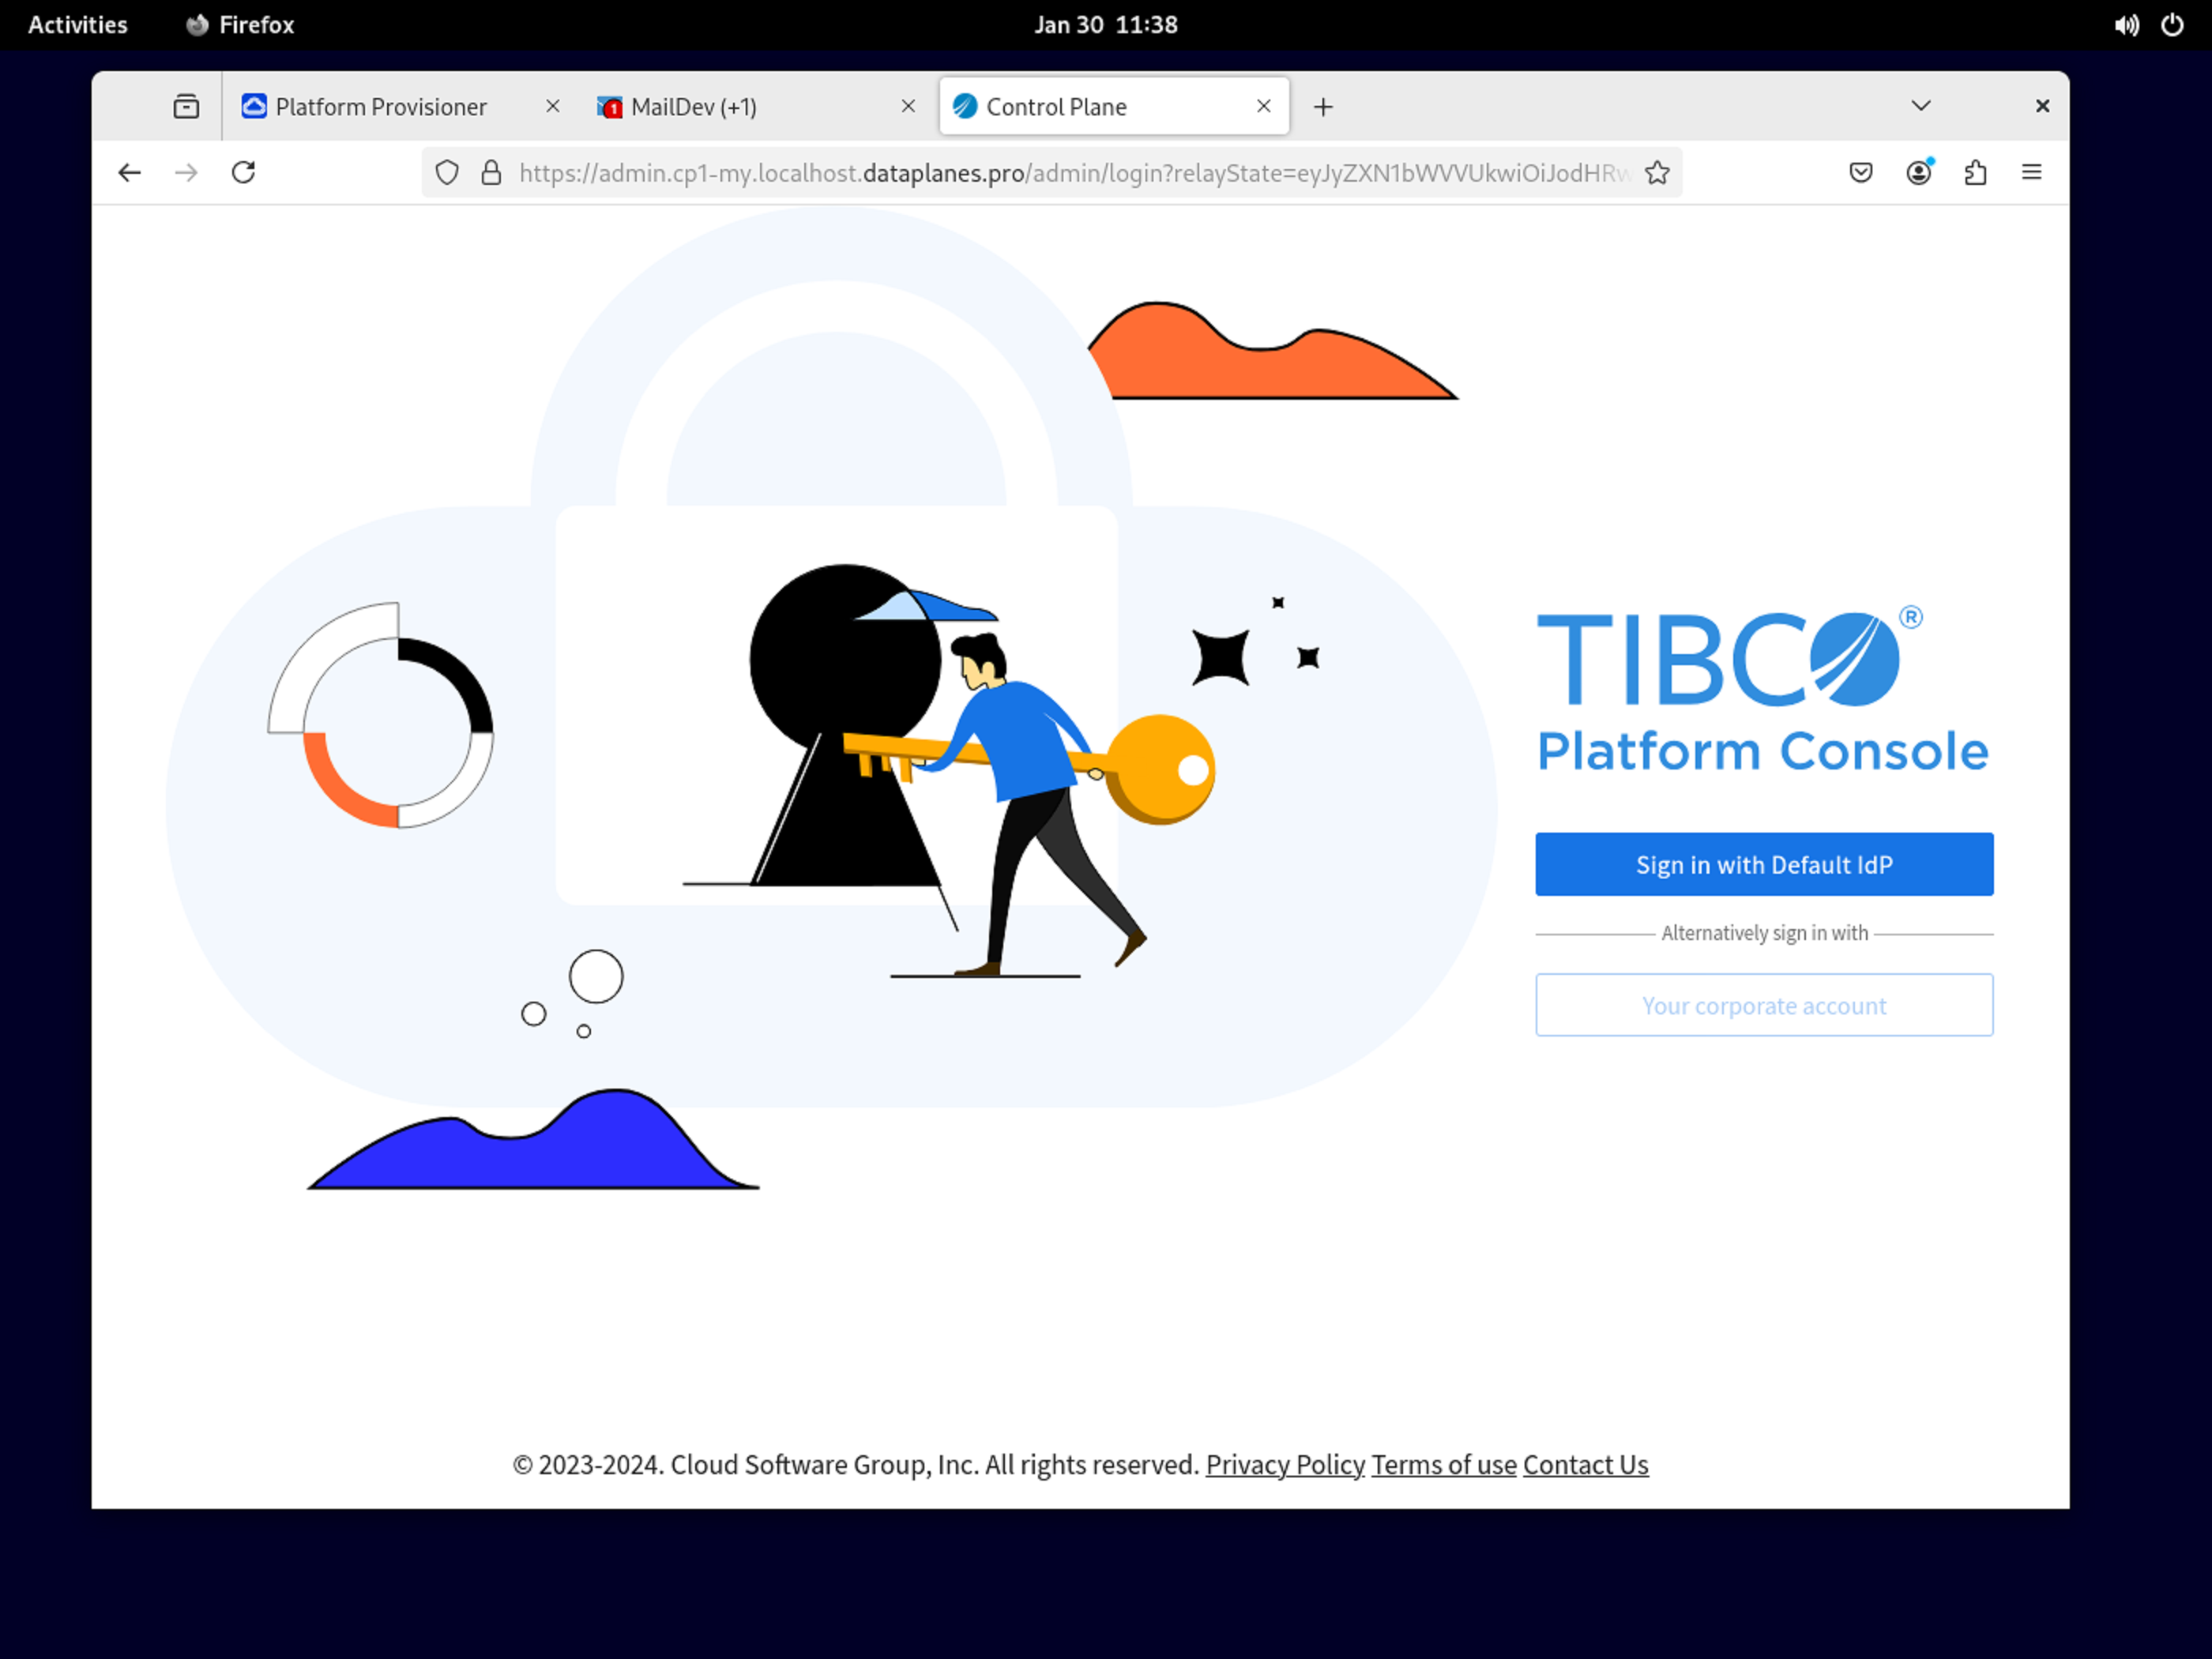 Activities
Firefox
Jan 30 11:38
Platform Provisioner
1
MailDev (+1)
Control Plane
https://admin.cp1-my.localhost.dataplanes.pro/admin/login?relayState=eyJyZXN1bWVVUkwiOiJodHRw
TIBCO®
Platform Console
Sign in with Default IdP
Alternatively sign in with
Your corporate account
© 2023-2024. Cloud Software Group, Inc. All rights reserved. Privacy Policy Terms of use Contact Us